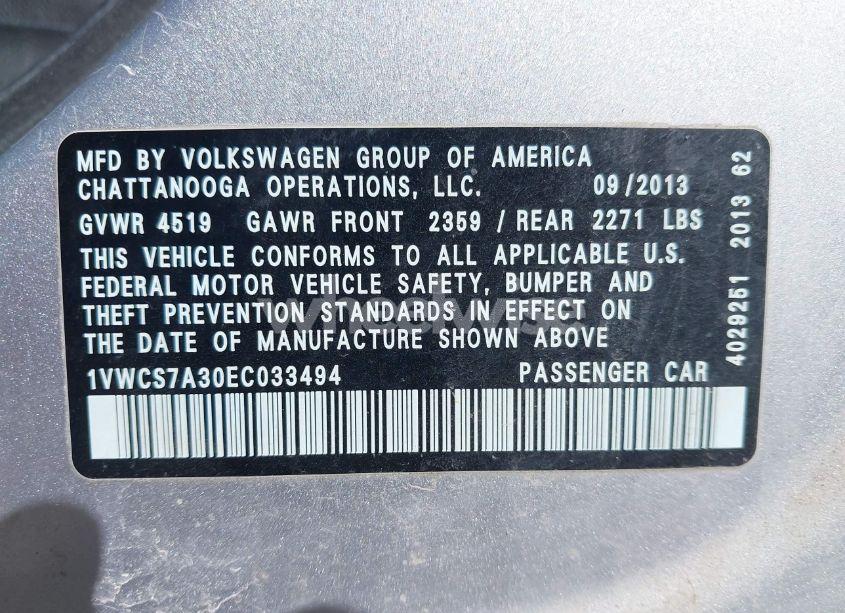 MFD BY VOLKSWAGEN GROUP OF AMERICA
CHATTANOOGA OPERATIONS, LLC. 09/2013
GVWR 4519 GAWR FRONT 2359 / REAR 2271 LBS
THIS VEHICLE CONFORMS TO ALL APPLICABLE U.S.
FEDERAL MOTOR VEHICLE SAFETY, BUMPER AND
THEFT PREVENTION STANDARDS IN EFFECT ON
THE DATE OF MANUFACTURE SHOWN ABOVE
1VWCS7A30EC033494 PASSENGER CAR
4029251 2013 62